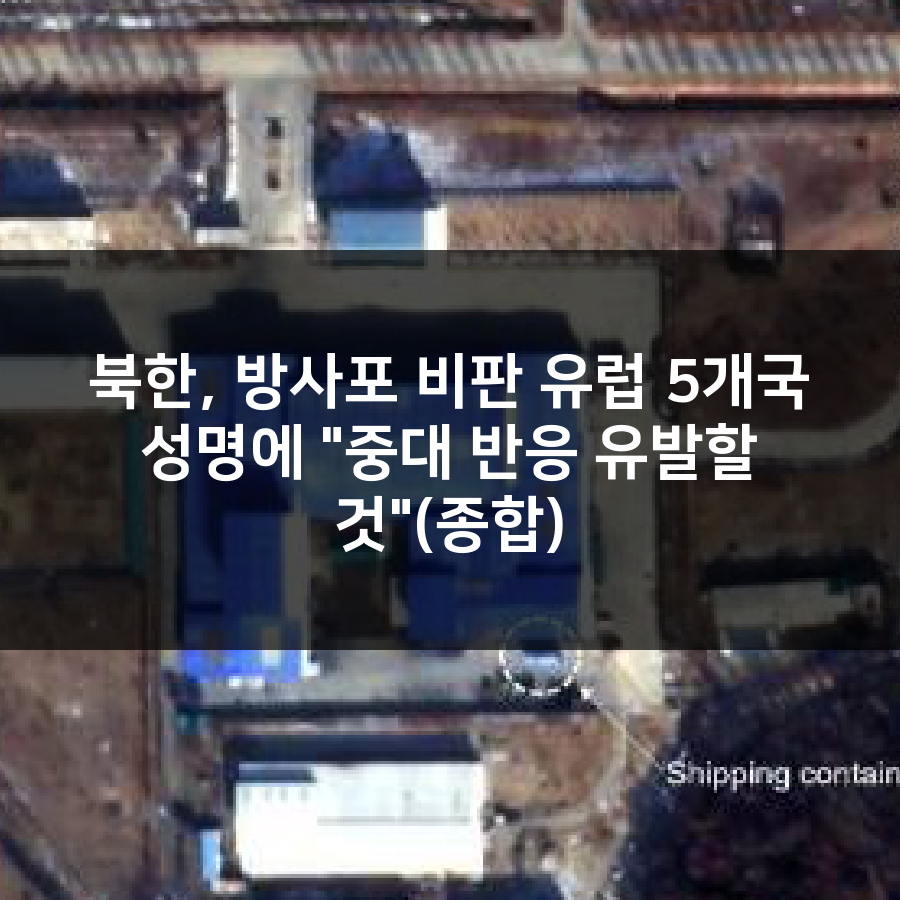 북한, 방사포 비판 유럽 5개국
성명에 "중대 반응 유발할
것"(종합)
Shipping contain